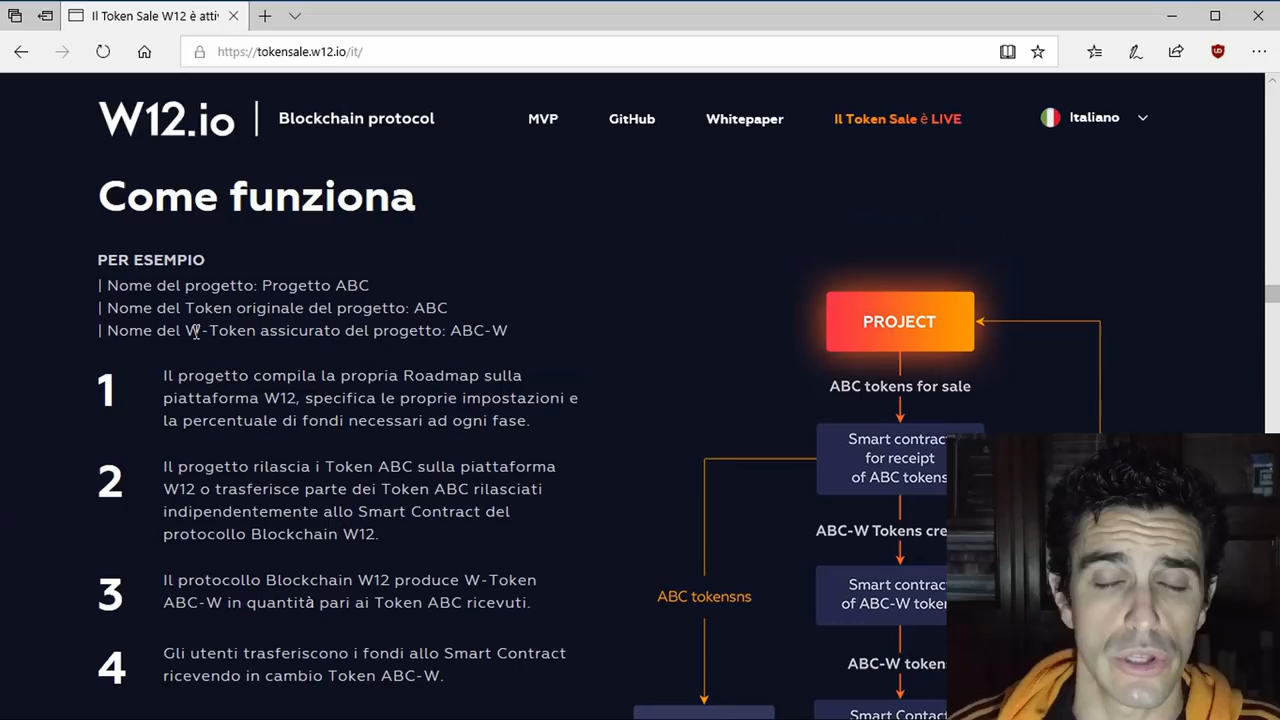 Il Token Sale W12 è atti
https://tokensale.w12.io/it/
W12.io | Blockchain protocol
MVP
GitHub
Whitepaper
Il Token Sale è LIVE
Italiano
Come funziona
PER ESEMPIO
| Nome del progetto: Progetto ABC
| Nome del Token originale del progetto: ABC
| Nome del W-Token assicurato del progetto: ABC-W
1
Il progetto compila la propria Roadmap sulla
piattaforma W12, specifica le proprie impostazioni e
la percentuale di fondi necessari ad ogni fase.
2
Il progetto rilascia i Token ABC sulla piattaforma
W12 o trasferisce parte dei Token ABC rilasciati
indipendentemente allo Smart Contract del
protocollo Blockchain W12.
3
Il protocollo Blockchain W12 produce W-Token
ABC-W in quantità pari ai Token ABC ricevuti.
4
Gli utenti trasferiscono i fondi allo Smart Contract
ricevendo in cambio Token ABC-W.
PROJECT
ABC tokens for sale
Smart contrac
for receipt
of ABC token
ABC-W Tokens cre
Smart contrac
of ABC-W toke
ABC tokensns
ABC-W token
Smart Contact